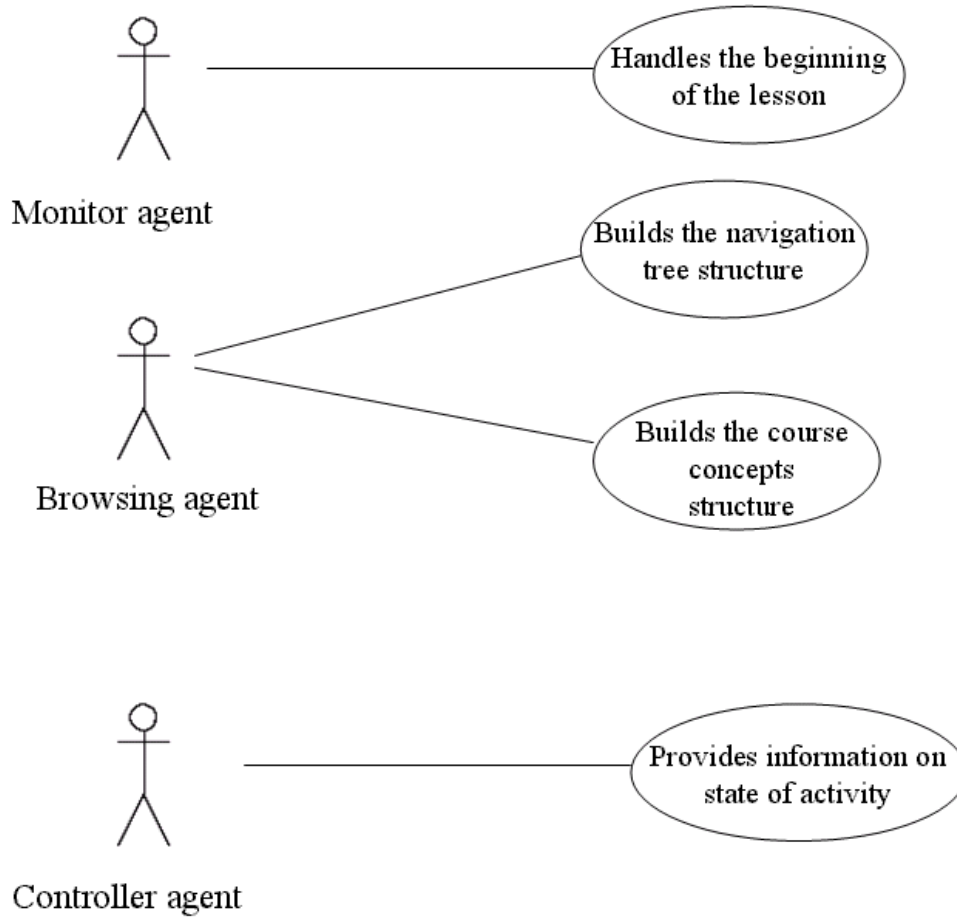 Handles the beginning
of the lesson
Monitor agent
Builds the navigation
tree structure
Builds the course
concepts
structure
Browsing agent
Provides information on
state of activity
Controller agent